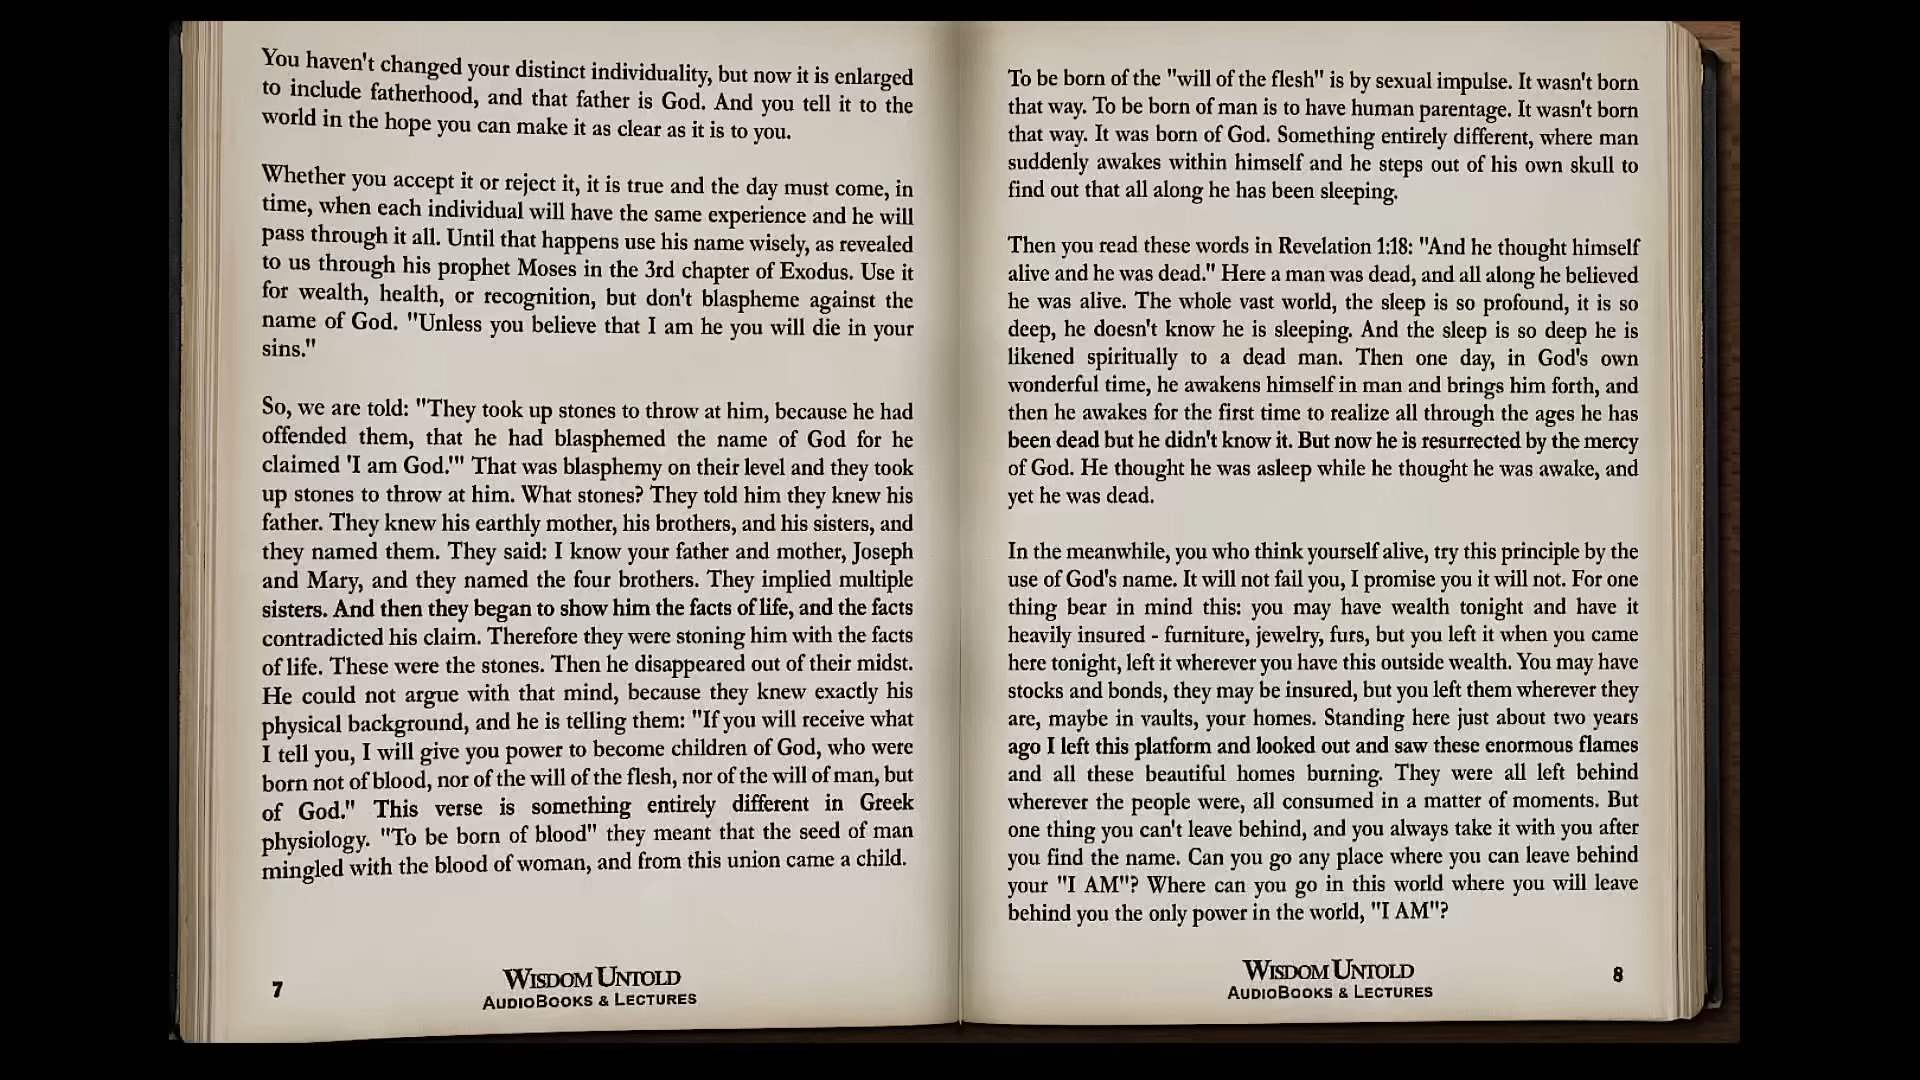 You haven't changed your distinct individuality, but now it is enlarged
to include fatherhood, and that father is God. And you tell it to the
world in the hope you can make it as clear as it is to you.
Whether you accept it or reject it, it is true and the day must come, in
time, when each individual will have the same experience and he will
pass through it all. Until that happens use his name wisely, as revealed
to us through his prophet Moses in the 3rd chapter of Exodus. Use it
for wealth, health, or recognition, but don't blaspheme against the
name of God. "Unless you believe that I am he you will die in your
sins."
So, we are told: "They took up stones to throw at him, because he had
offended them, that he had blasphemed the name of God for he
claimed 'I am God.'" That was blasphemy on their level and they took
up stones to throw at him. What stones? They told him they knew his
father. They knew his earthly mother, his brothers, and his sisters, and
they named them. They said: I know your father and mother, Joseph
and Mary, and they named the four brothers. They implied multiple
sisters. And then they began to show him the facts of life, and the facts
contradicted his claim. Therefore they were stoning him with the facts
of life. These were the stones. Then he disappeared out of their midst.
He could not argue with that mind, because they knew exactly his
physical background, and he is telling them: "If you will receive what
I tell you, I will give you power to become children of God, who were
born not of blood, nor of the will of the flesh, nor of the will of man, but
of God." This verse is something entirely different in Greek
physiology. "To be born of blood" they meant that the seed of man
mingled with the blood of woman, and from this union came a child.
7
WISDOM UNTOLD
AUDIOBOOKS & LECTURES
To be born of the "will of the flesh" is by sexual impulse. It wasn't born
that way. To be born of man is to have human parentage. It wasn't born
that way. It was born of God. Something entirely different, where man
suddenly awakes within himself and he steps out of his own skull to
find out that all along he has been sleeping.
Then you read these words in Revelation 1:18: "And he thought himself
alive and he was dead." Here a man was dead, and all along he believed
he was alive. The whole vast world, the sleep is so profound, it is so
deep, he doesn't know he is sleeping. And the sleep is so deep he is
likened spiritually to a dead man. Then one day, in God's own
wonderful time, he awakens himself in man and brings him forth, and
then he awakes for the first time to realize all through the ages he has
been dead but he didn't know it. But now he is resurrected by the mercy
of God. He thought he was asleep while he thought he was awake, and
yet he was dead.
In the meanwhile, you who think yourself alive, try this principle by the
use of God's name. It will not fail you, I promise you it will not. For one
thing bear in mind this: you may have wealth tonight and have it
heavily insured - furniture, jewelry, furs, but you left it when you came
here tonight, left it wherever you have this outside wealth. You may have
stocks and bonds, they may be insured, but you left them wherever they
are, maybe in vaults, your homes. Standing here just about two years
ago I left this platform and looked out and saw these enormous flames
and all these beautiful homes burning. They were all left behind
wherever the people were, all consumed in a matter of moments. But
one thing you can't leave behind, and you always take it with you after
you find the name. Can you go any place where you can leave behind
your "I AM"? Where can you go in this world where you will leave
behind you the only power in the world, "I AM"?
WISDOM UNTOLD
AUDIOBOOKS & LECTURES
8